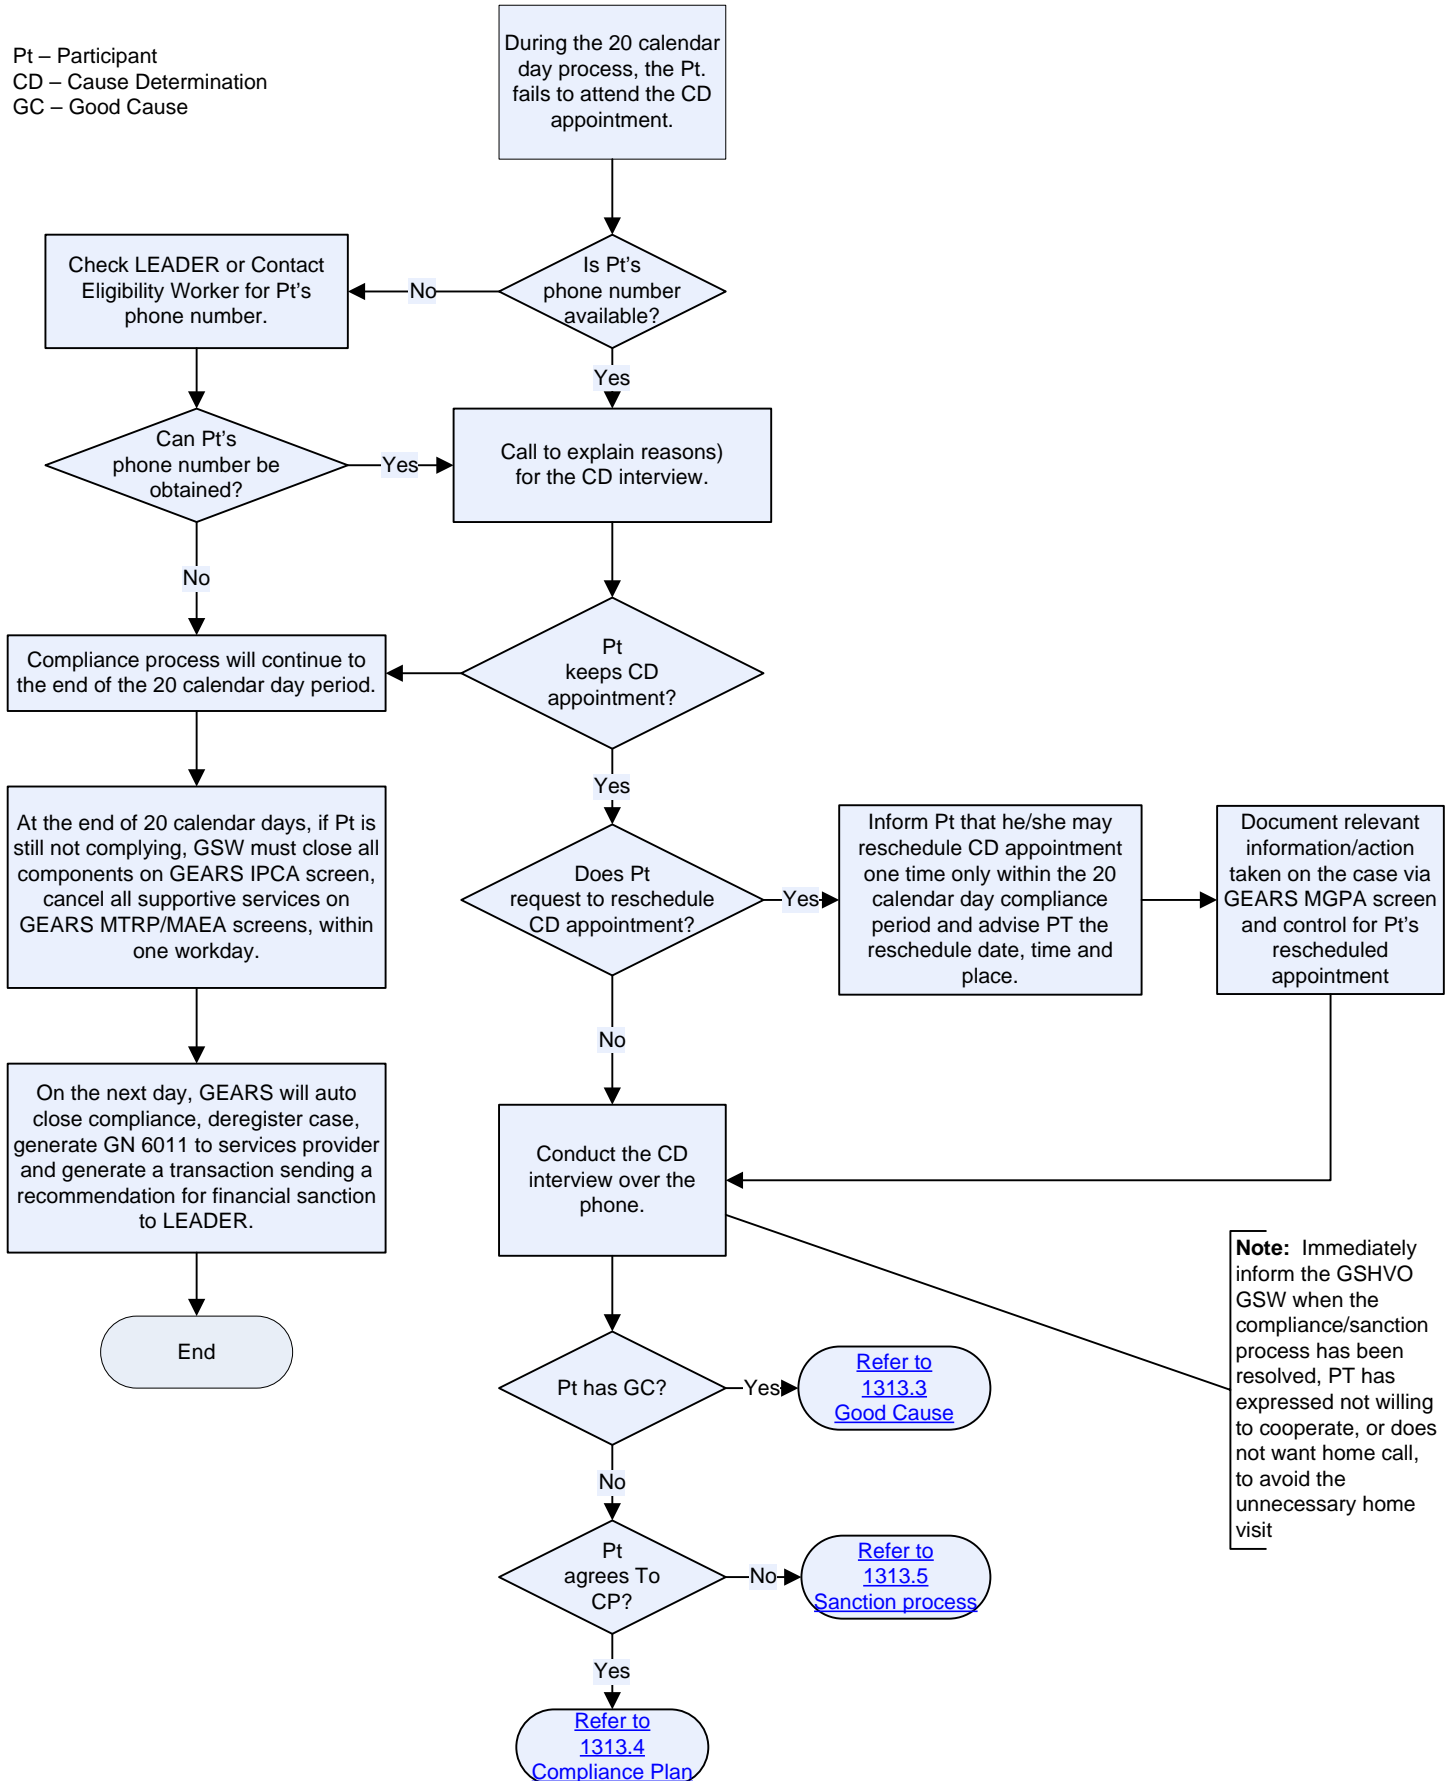 Pt – Participant
CD – Cause Determination
GC – Good Cause
During the 20 calendar
day process, the Pt.
fails to attend the CD
appointment.
Is Pt's
phone number
available?
No
Check LEADER or Contact
Eligibility Worker for Pt's
phone number.
Yes
Can Pt's
phone number be
obtained?
Yes
Call to explain reasons)
for the CD interview.
No
Compliance process will continue to
the end of the 20 calendar day period.
Pt
keeps CD
appointment?
Yes
At the end of 20 calendar days, if Pt is
still not complying, GSW must close all
components on GEARS IPCA screen,
cancel all supportive services on
GEARS MTRP/MAEA screens, within
one workday.
Does Pt
request to reschedule
CD appointment?
Yes
Inform Pt that he/she may
reschedule CD appointment
one time only within the 20
calendar day compliance
period and advise PT the
reschedule date, time and
place.
Document relevant
information/action
taken on the case via
GEARS MGPA screen
and control for Pt's
rescheduled
appointment
No
On the next day, GEARS will auto
close compliance, deregister case,
generate GN 6011 to services provider
and generate a transaction sending a
recommendation for financial sanction
to LEADER.
Conduct the CD
interview over the
phone.
Note: Immediately
inform the GSHVO
GSW when the
compliance/sanction
process has been
resolved, PT has
expressed not willing
to cooperate, or does
not want home call,
to avoid the
unnecessary home
visit
End
Pt has GC?
Yes
Refer to
1313.3
Good Cause
No
Pt
agrees To
CP?
No
Refer to
1313.5
Sanction process
Yes
Refer to
1313.4
Compliance Plan